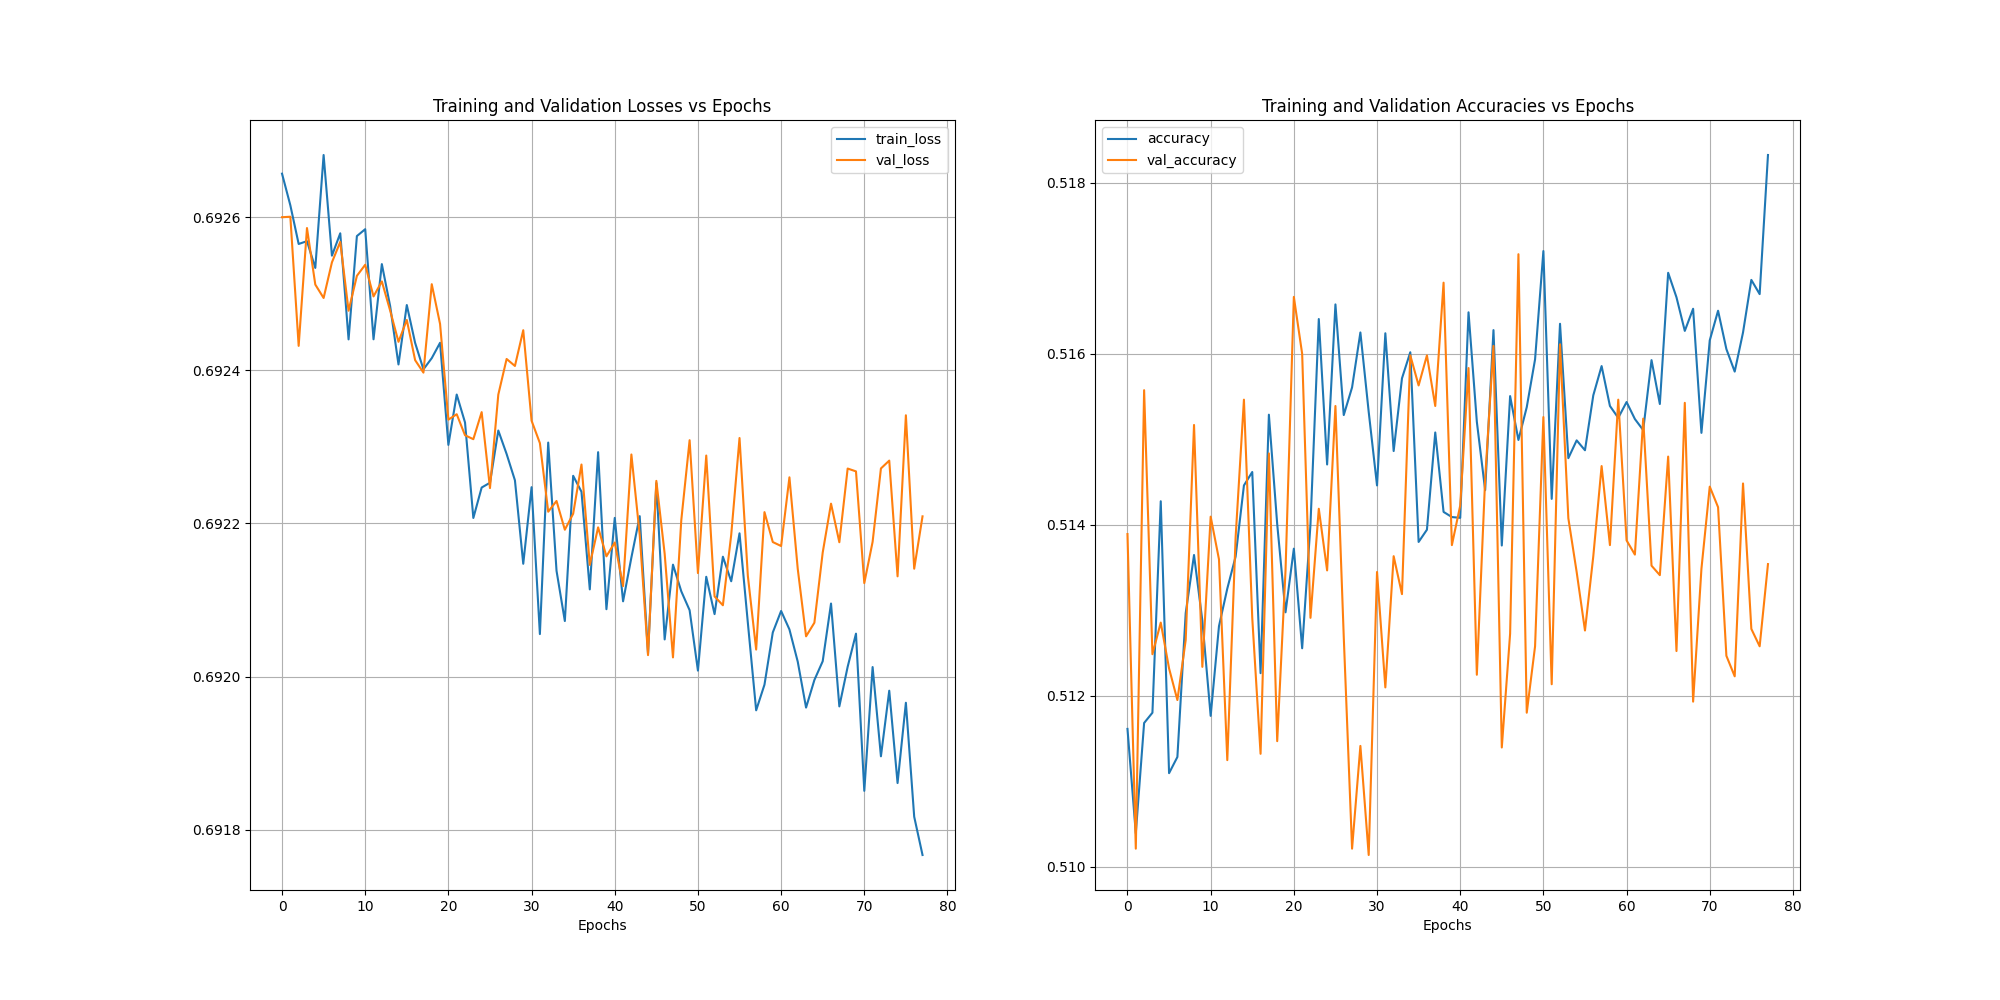 Training and Validation Losses vs Epochs
train_loss
val_loss
0.6926
0.6924
0.6922
0.6920
0.6918
0 10 20 30 40 50 60 70 80
Epochs
Training and Validation Accuracies vs Epochs
accuracy
val_accuracy
0.518
0.516
0.514
0.512
0.510
0 10 20 30 40 50 60 70 80
Epochs